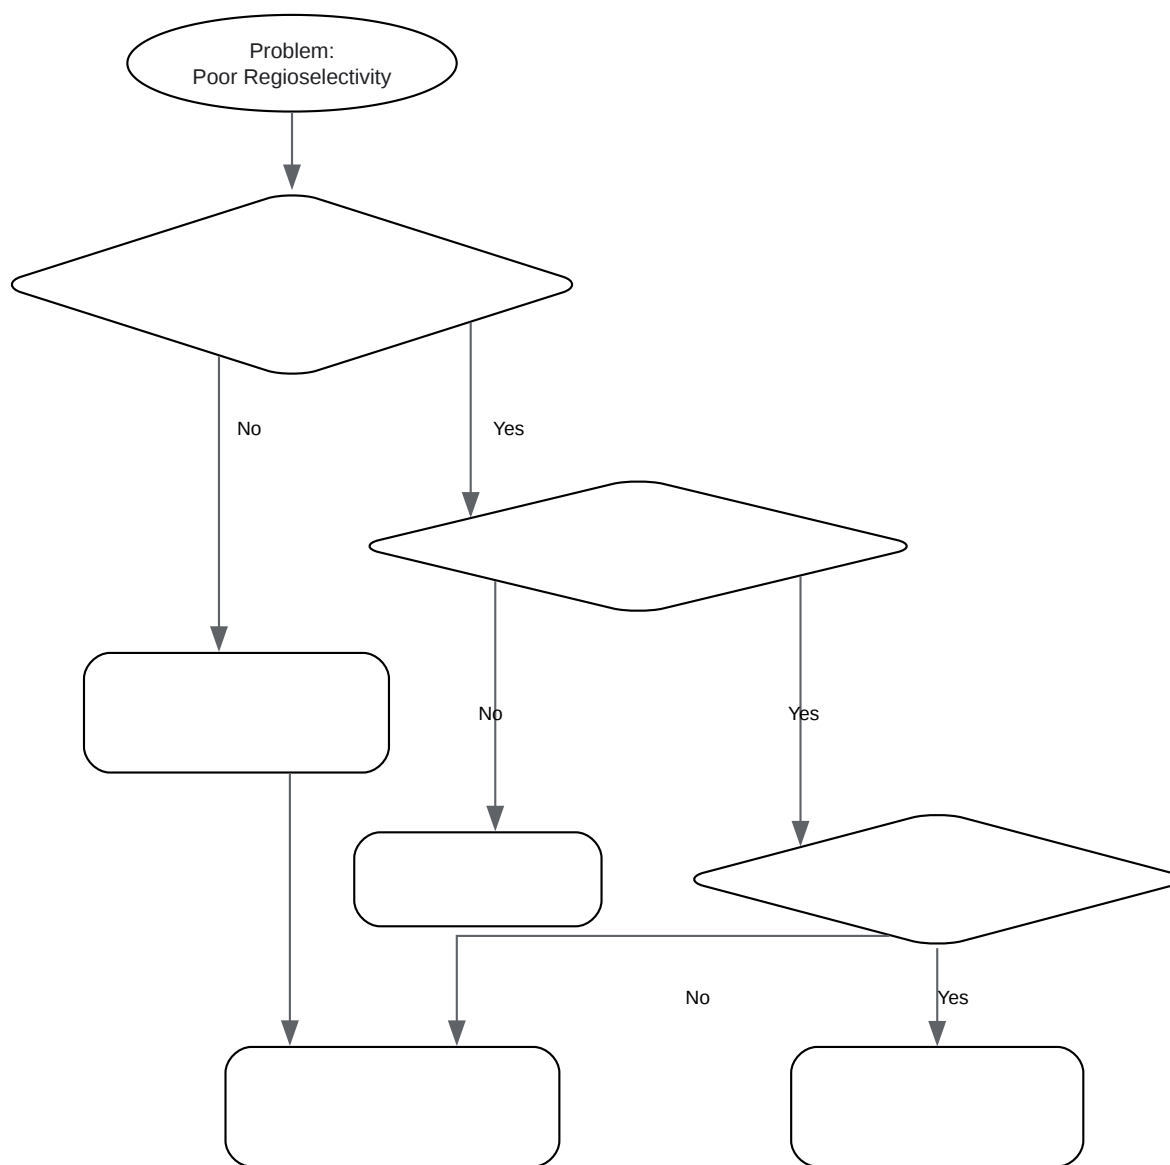 Problem:
Poor Regioselectivity
No
Yes
No
Yes
No
Yes